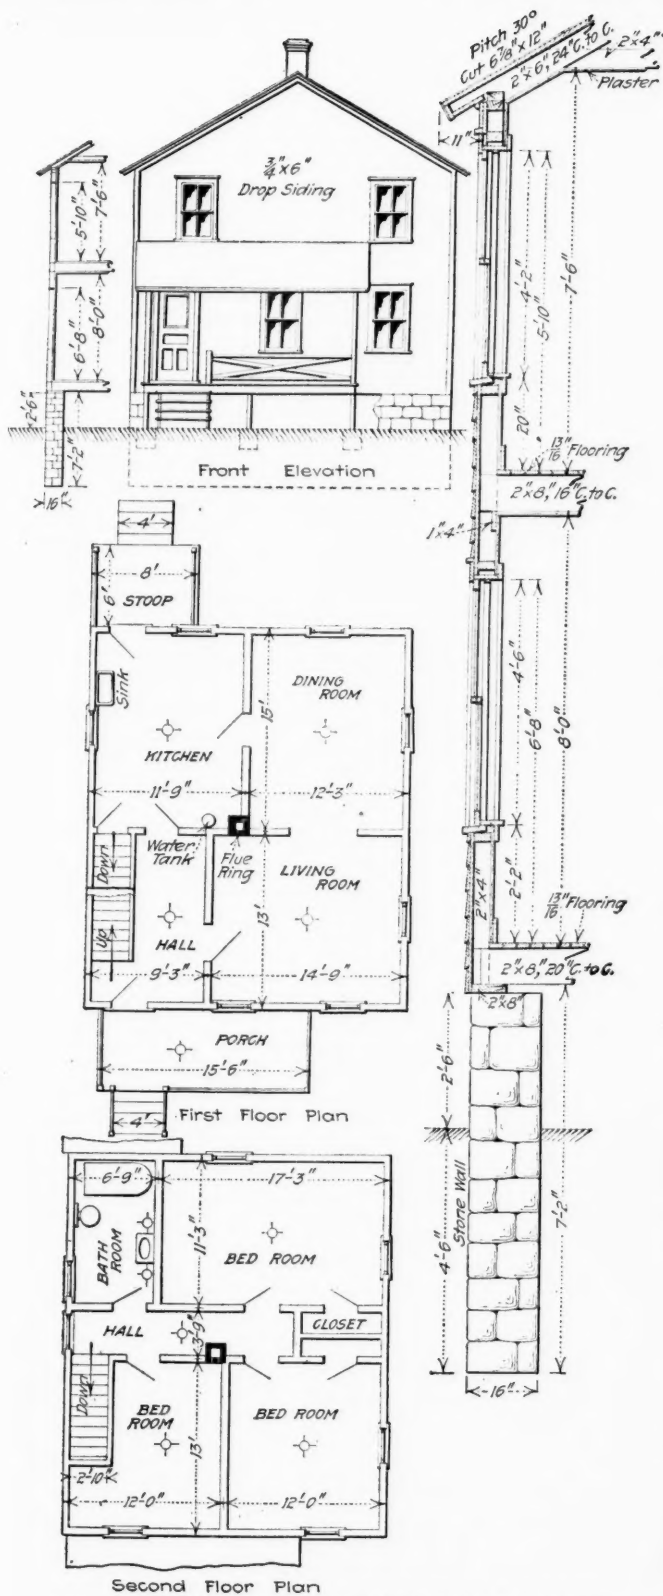 Pitch 30°
Cut 6⅞"x12"
2"x6", 24"C. to C.
2"x4"
Plaster
11"
¾"x6"
Drop Siding
5'-10"
7'-6"
6'-8"
8'-0"
2'-6"
7'-2"
16"
Front Elevation
4'-2"
5'-10"
7'-6"
20"
13/16" Flooring
2"x8", 16"C. to C.
1"x4"
4'-6"
6'-8"
8'-0"
2"x4"
2'-2"
13/16" Flooring
2"x8", 20"C. to C.
2"x8"
2'-6"
4'-6"
Stone Wall
7'-2"
16"
4'
8'
6'
STOOP
Sink
DINING
ROOM
15'
KITCHEN
11'-9"
12'-3"
Water
Tank
Flue
Ring
Down
LIVING
ROOM
13'
Up
HALL
9'-3"
14'-9"
PORCH
15'-6"
4'
First Floor Plan
6'-9"
17'-3"
11'-3"
BATH
ROOM
BED ROOM
HALL
3'-9"
CLOSET
Down
BED
ROOM
BED ROOM
13'
2'-10"
12'-0"
12'-0"
Second Floor Plan